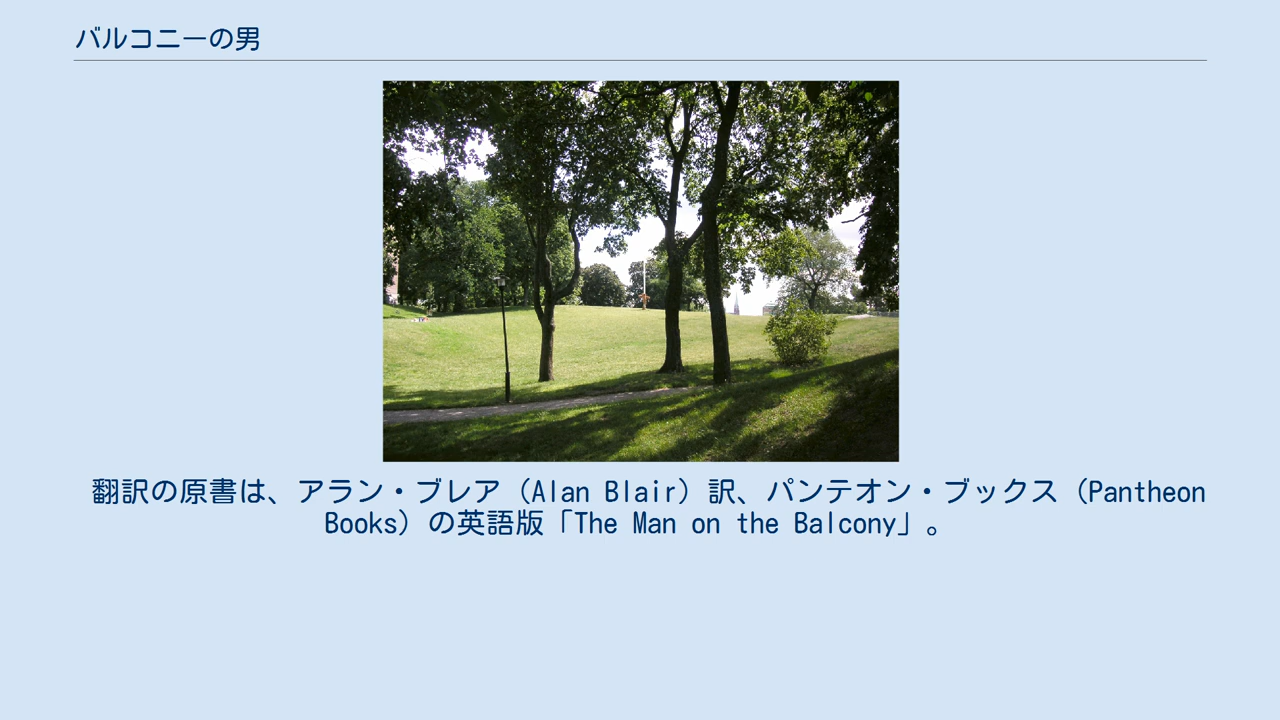 バルコニーの男
翻訳の原書は、アラン・ブレア（Alan Blair）訳、パンテオン・ブックス（Pantheon
Books）の英語版「The Man on the Balcony」。